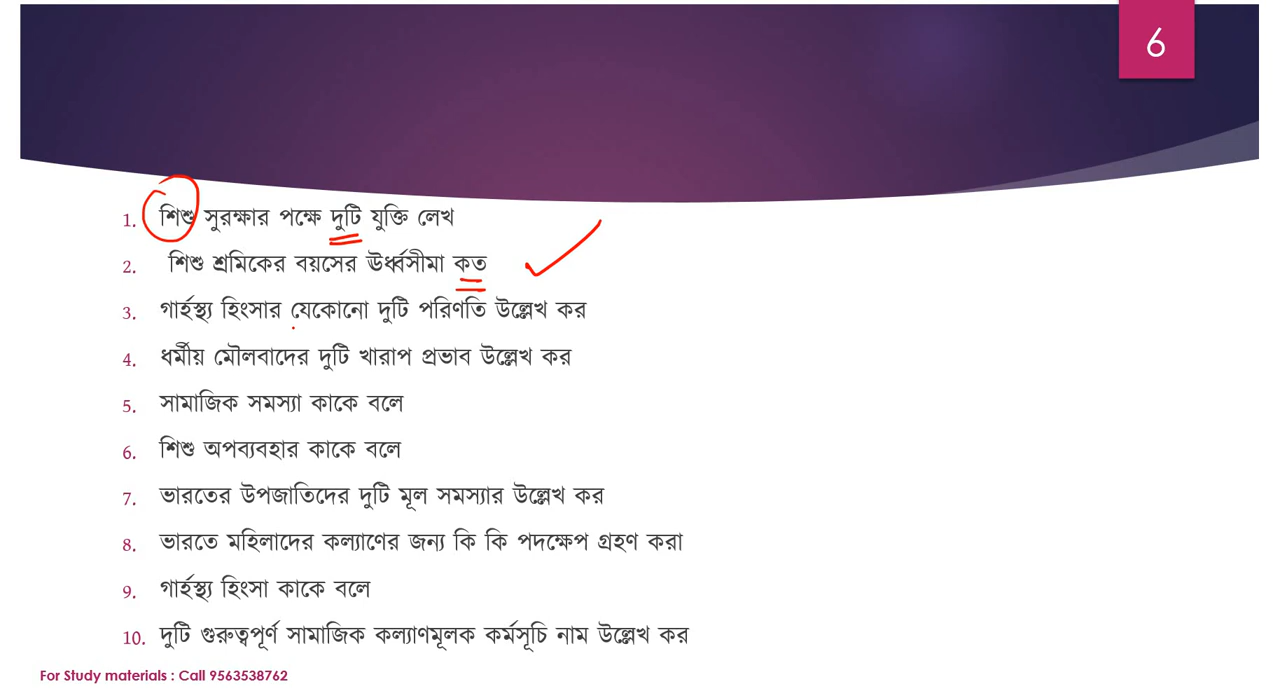 6
1. শিশু সুরক্ষার পক্ষে দুটি যুক্তি লেখ
2. শিশু শ্রমিকের বয়সের ঊর্ধ্বসীমা কত
3. গার্হস্থ্য হিংসার যেকোনো দুটি পরিণতি উল্লেখ কর
4. ধর্মীয় মৌলবাদের দুটি খারাপ প্রভাব উল্লেখ কর
5. সামাজিক সমস্যা কাকে বলে
6. শিশু অপব্যবহার কাকে বলে
7. ভারতের উপজাতিদের দুটি মূল সমস্যার উল্লেখ কর
8. ভারতে মহিলাদের কল্যাণের জন্য কি কি পদক্ষেপ গ্রহণ করা
9. গার্হস্থ্য হিংসা কাকে বলে
10. দুটি গুরুত্বপূর্ণ সামাজিক কল্যাণমূলক কর্মসূচি নাম উল্লেখ কর
For Study materials : Call 9563538762